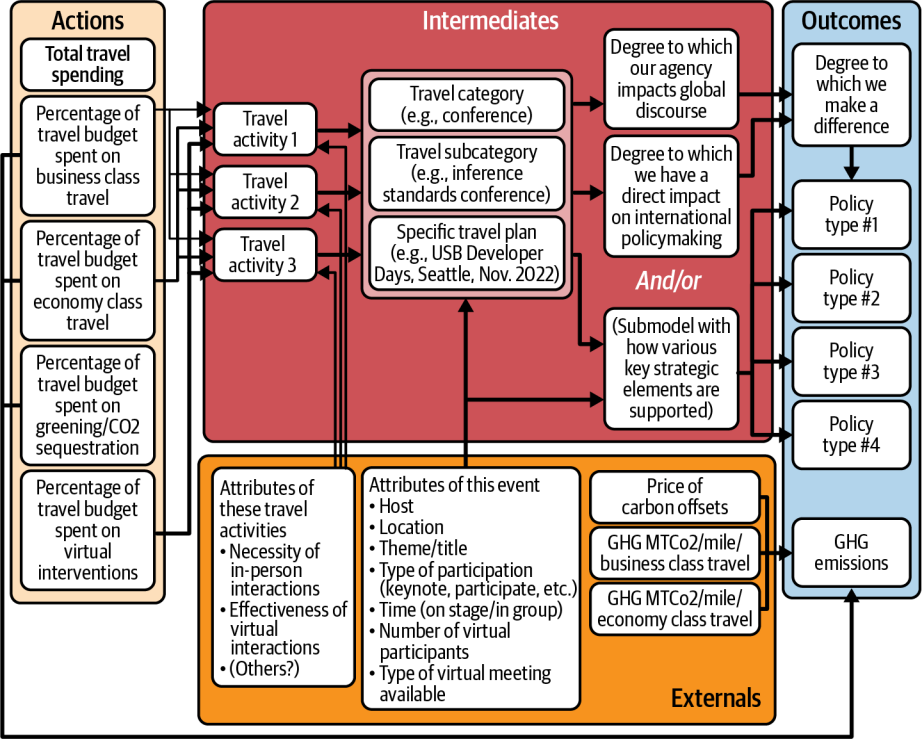 Actions
Total travel
spending
Percentage of
travel budget
spent on
business class
travel
Percentage of
travel budget
spent on
economy class
travel
Percentage of
travel budget
spent on
greening/CO2
sequestration
Percentage of
travel budget
spent on
virtual
interventions
Intermediates
Travel
activity 1
Travel
activity 2
Travel
activity 3
Travel category
(e.g., conference)
Travel subcategory
(e.g., inference
standards conference)
Specific travel plan
(e.g., USB Developer
Days, Seattle, Nov. 2022)
Degree to which
our agency
impacts global
discourse
Degree to which
we have a
direct impact
on international
policymaking
And/or
(Submodel with
how various
key strategic
elements are
supported)
Outcomes
Degree to
which we
make a
difference
Policy
type #1
Policy
type #2
Policy
type #3
Policy
type #4
GHG
emissions
Attributes of
these travel
activities
• Necessity of
in-person
interactions
• Effectiveness of
virtual
interactions
• (Others?)
Attributes of this event
• Host
• Location
• Theme/title
• Type of participation
(keynote, participate, etc.)
• Time (on stage/in group)
• Number of virtual
participants
• Type of virtual meeting
available
Price of
carbon offsets
GHG MTCo2/mile/
business class travel
GHG MTCo2/mile/
economy class travel
Externals